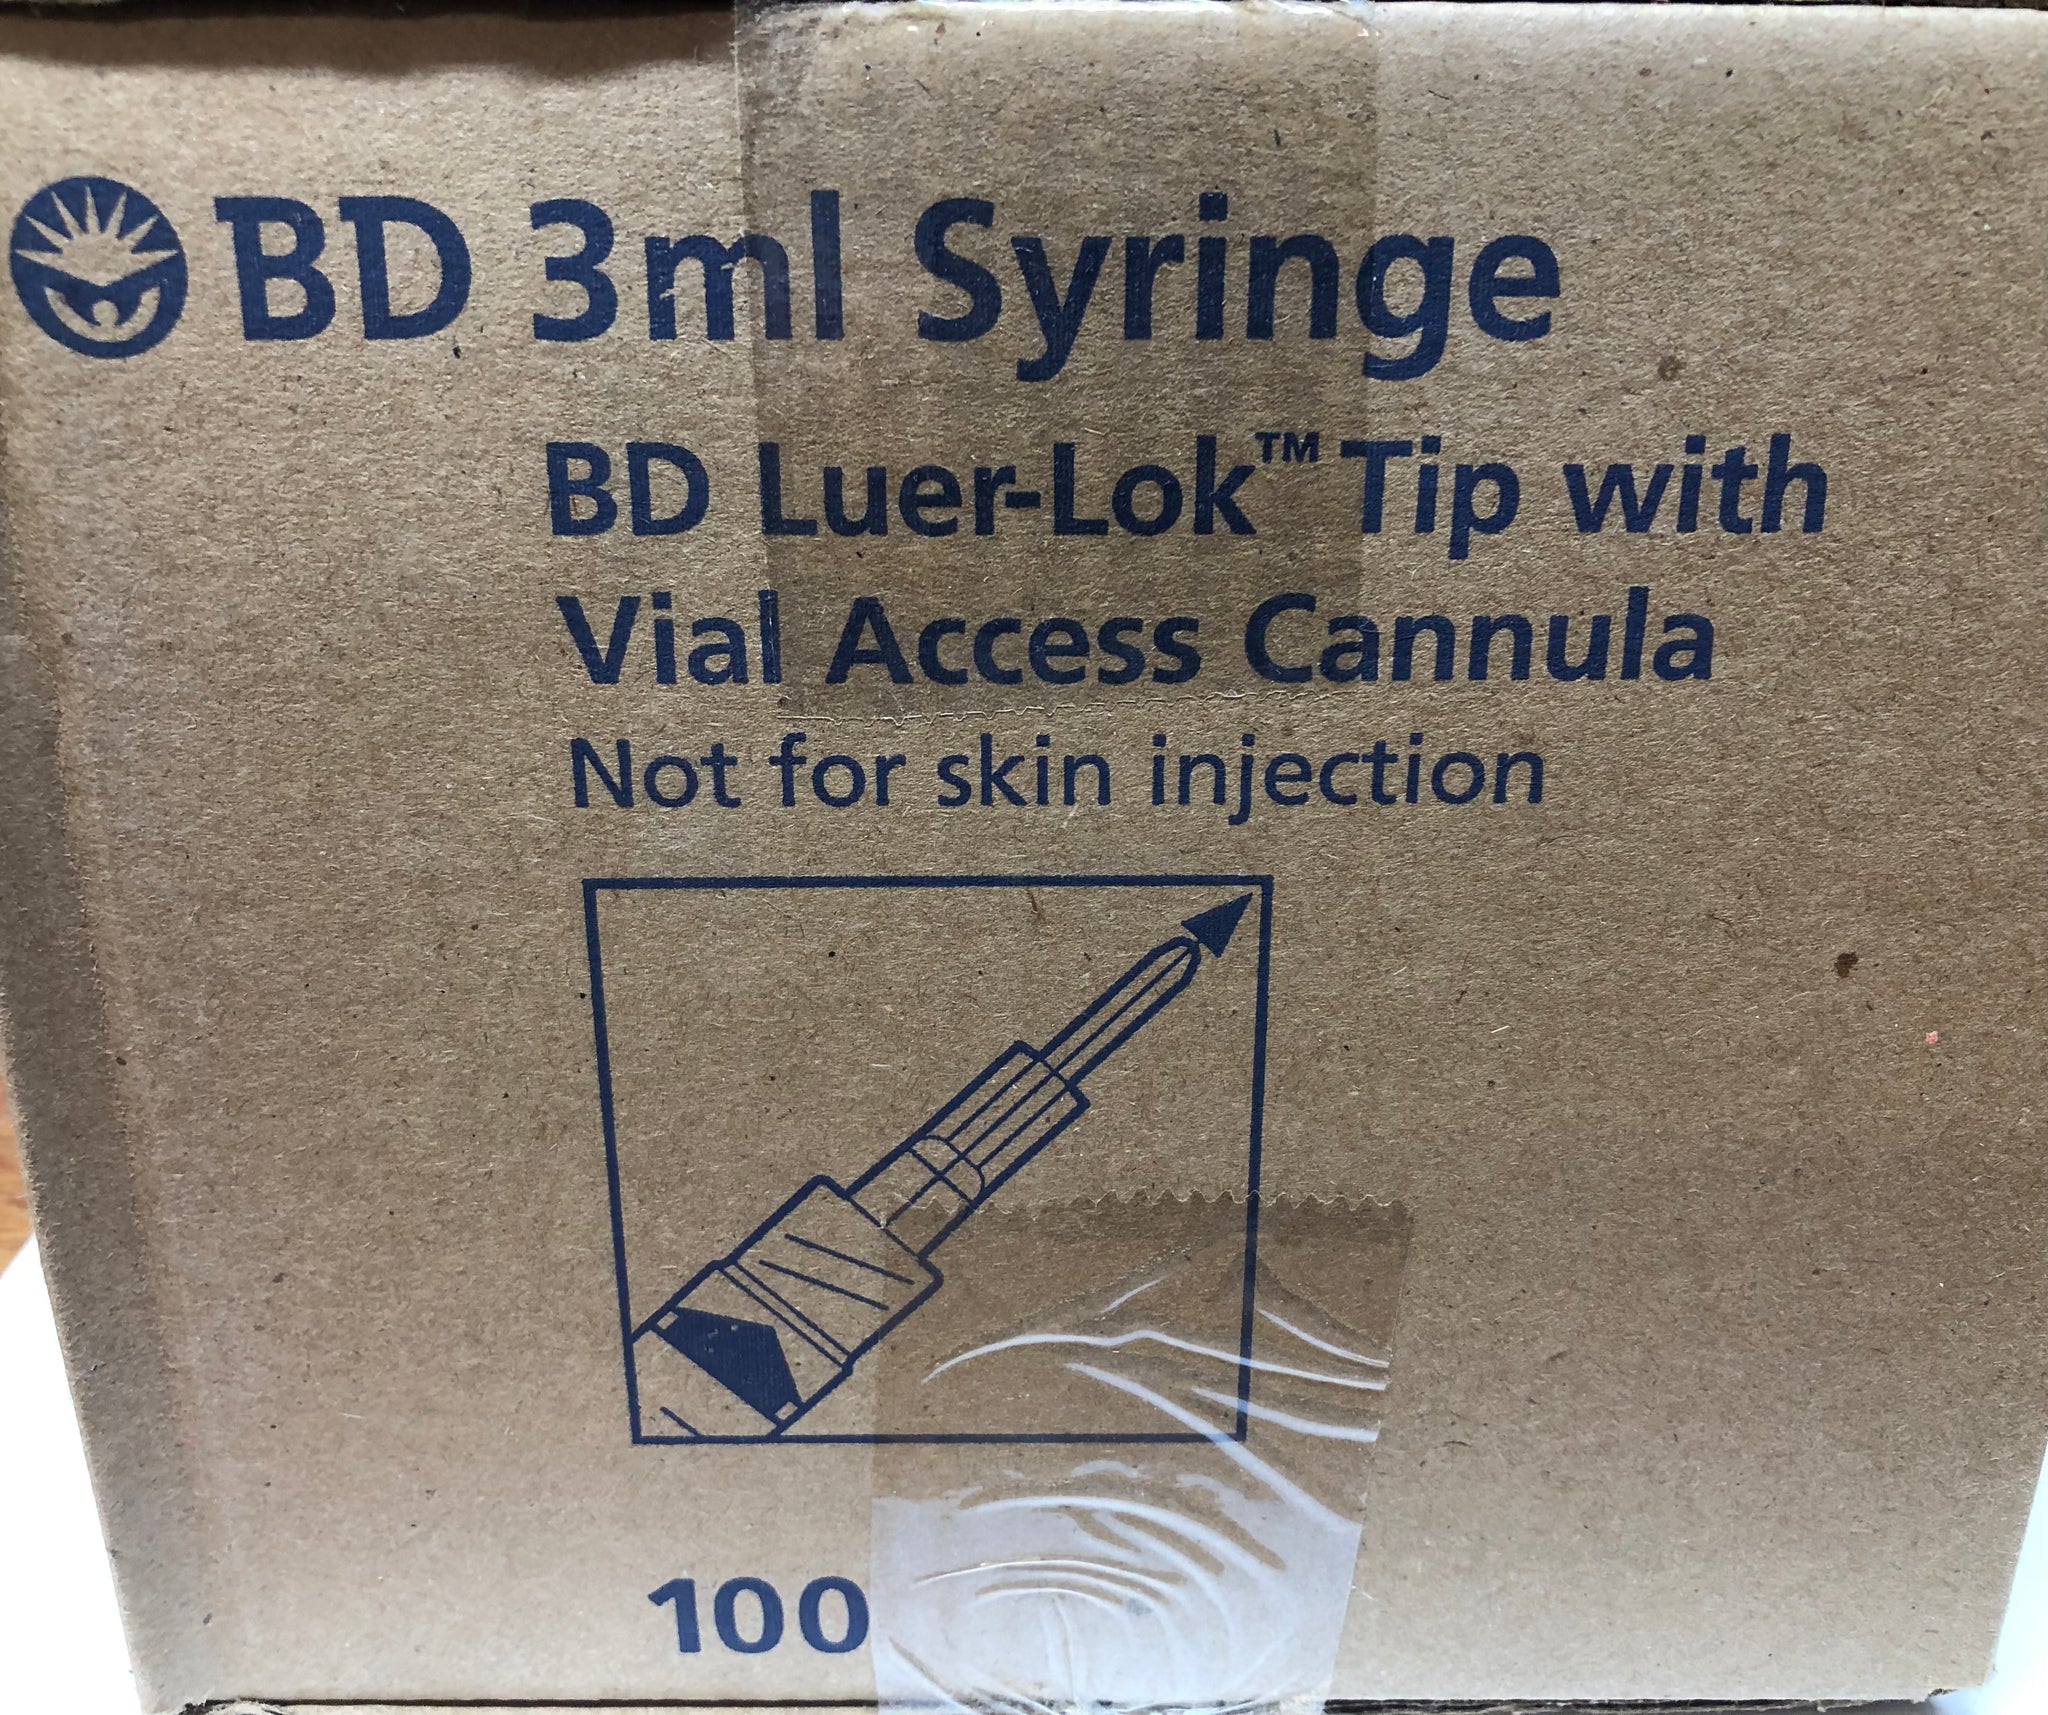 BD 3ml Syringe
BD Luer-Lok™ Tip with
Vial Access Cannula
Not for skin injection
100